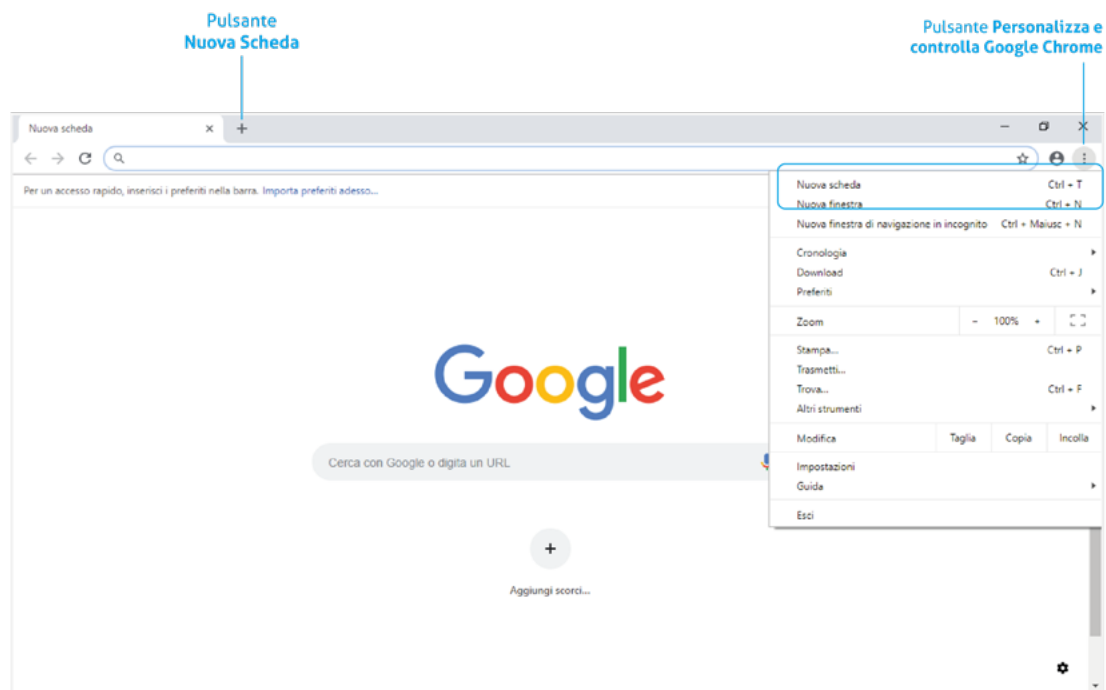 Pulsante
Nuova Scheda
Pulsante Personalizza e
controlla Google Chrome
Nuova scheda
Per un accesso rapido, inserisci i preferiti nella barra. Importa preferiti adesso...
Nuova scheda Ctrl + T
Nuova finestra Ctrl + N
Nuova finestra di navigazione in incognito Ctrl + Maiusc + N
Cronologia
Download Ctrl + J
Preferiti
Zoom - 100% +
Stampa... Ctrl + P
Trasmetti...
Trova... Ctrl + F
Altri strumenti
Modifica Taglia Copia Incolla
Impostazioni
Guida
Esci
Google
Cerca con Google o digita un URL
Aggiungi scorci...